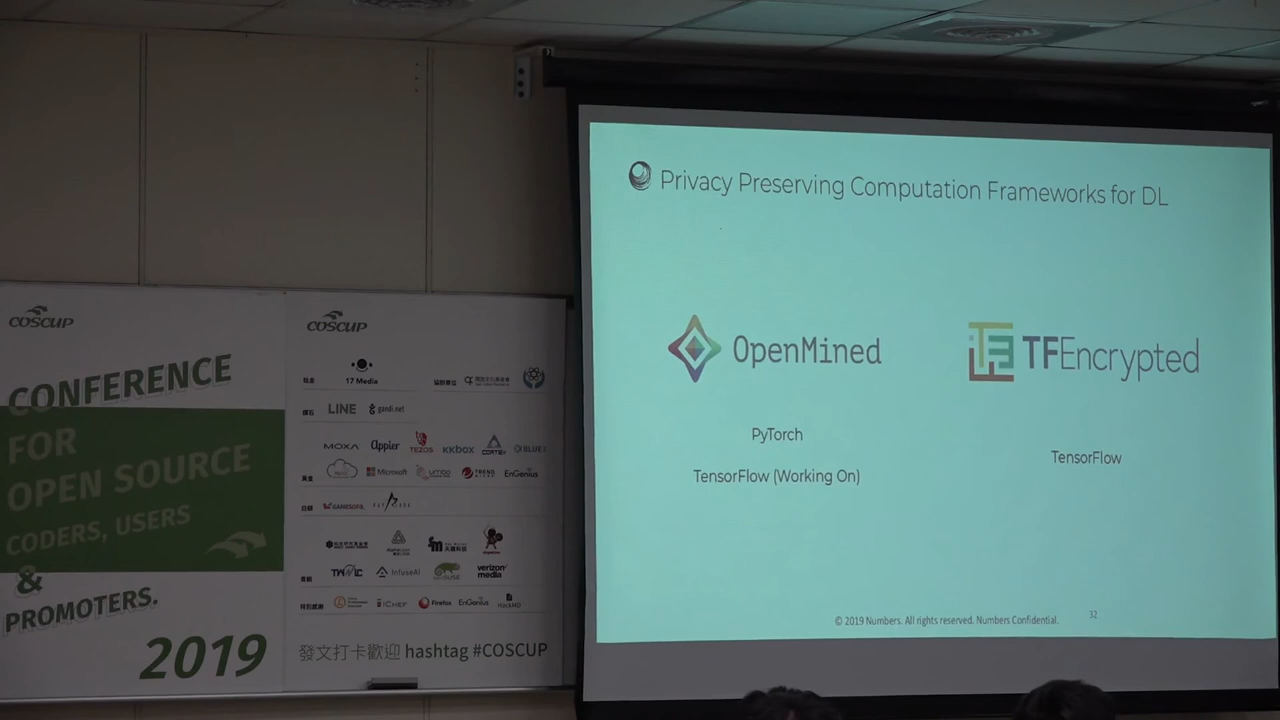 COSCUP
CONFERENCE
FOR
OPEN SOURCE
CODERS, USERS
&
PROMOTERS.
2019
COSCUP
17 Media
LINE
gandi.net
MOXA
Appier
TEZOS
KKBOX
CORTEX
Microsoft
umbo
TREND
EnGenius
TWNIC
InfuseAI
verizon
media
iCHEF
Firefox
EnGenius
HackMD
發文打卡歡迎 hashtag #COSCUP
Privacy Preserving Computation Frameworks for DL
OpenMined
PyTorch
TensorFlow (Working On)
TFEncrypted
TensorFlow
© 2019 Numbers. All rights reserved. Numbers Confidential.
32